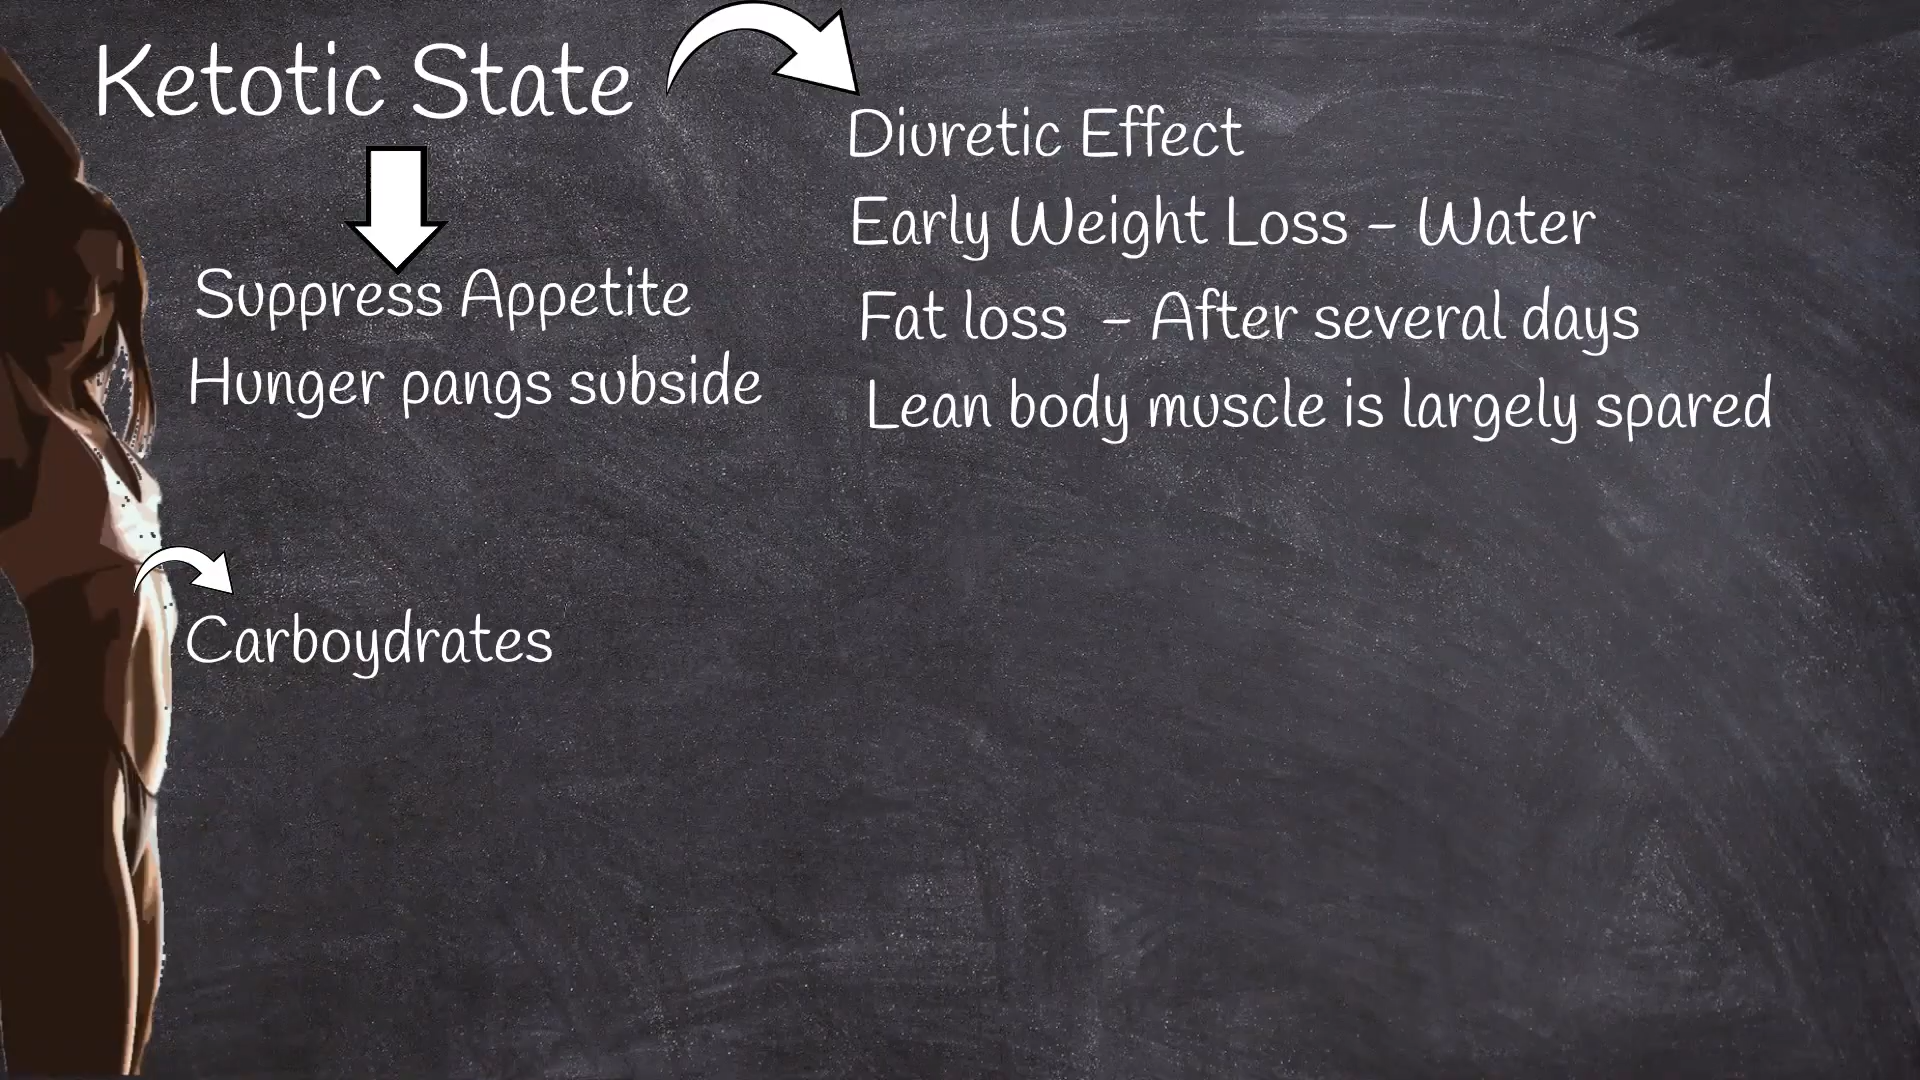 Ketotic State
Suppress Appetite
Hunger pangs subside
Diuretic Effect
Early Weight Loss - Water
Fat loss - After several days
Lean body muscle is largely spared
Carboydrates